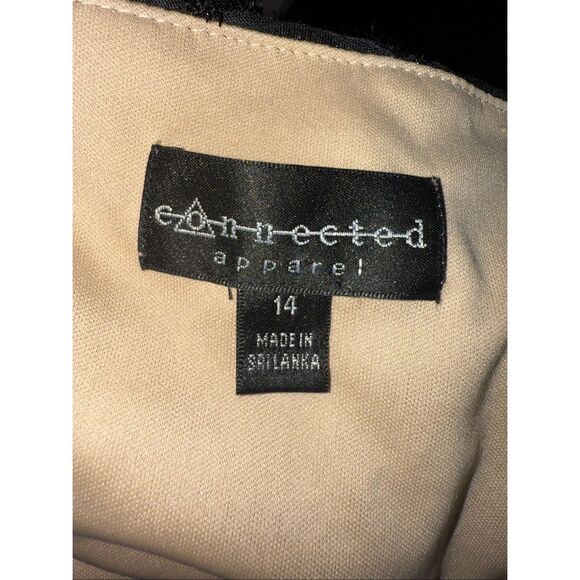 connected
apparel
14
MADE IN
SRI LANKA